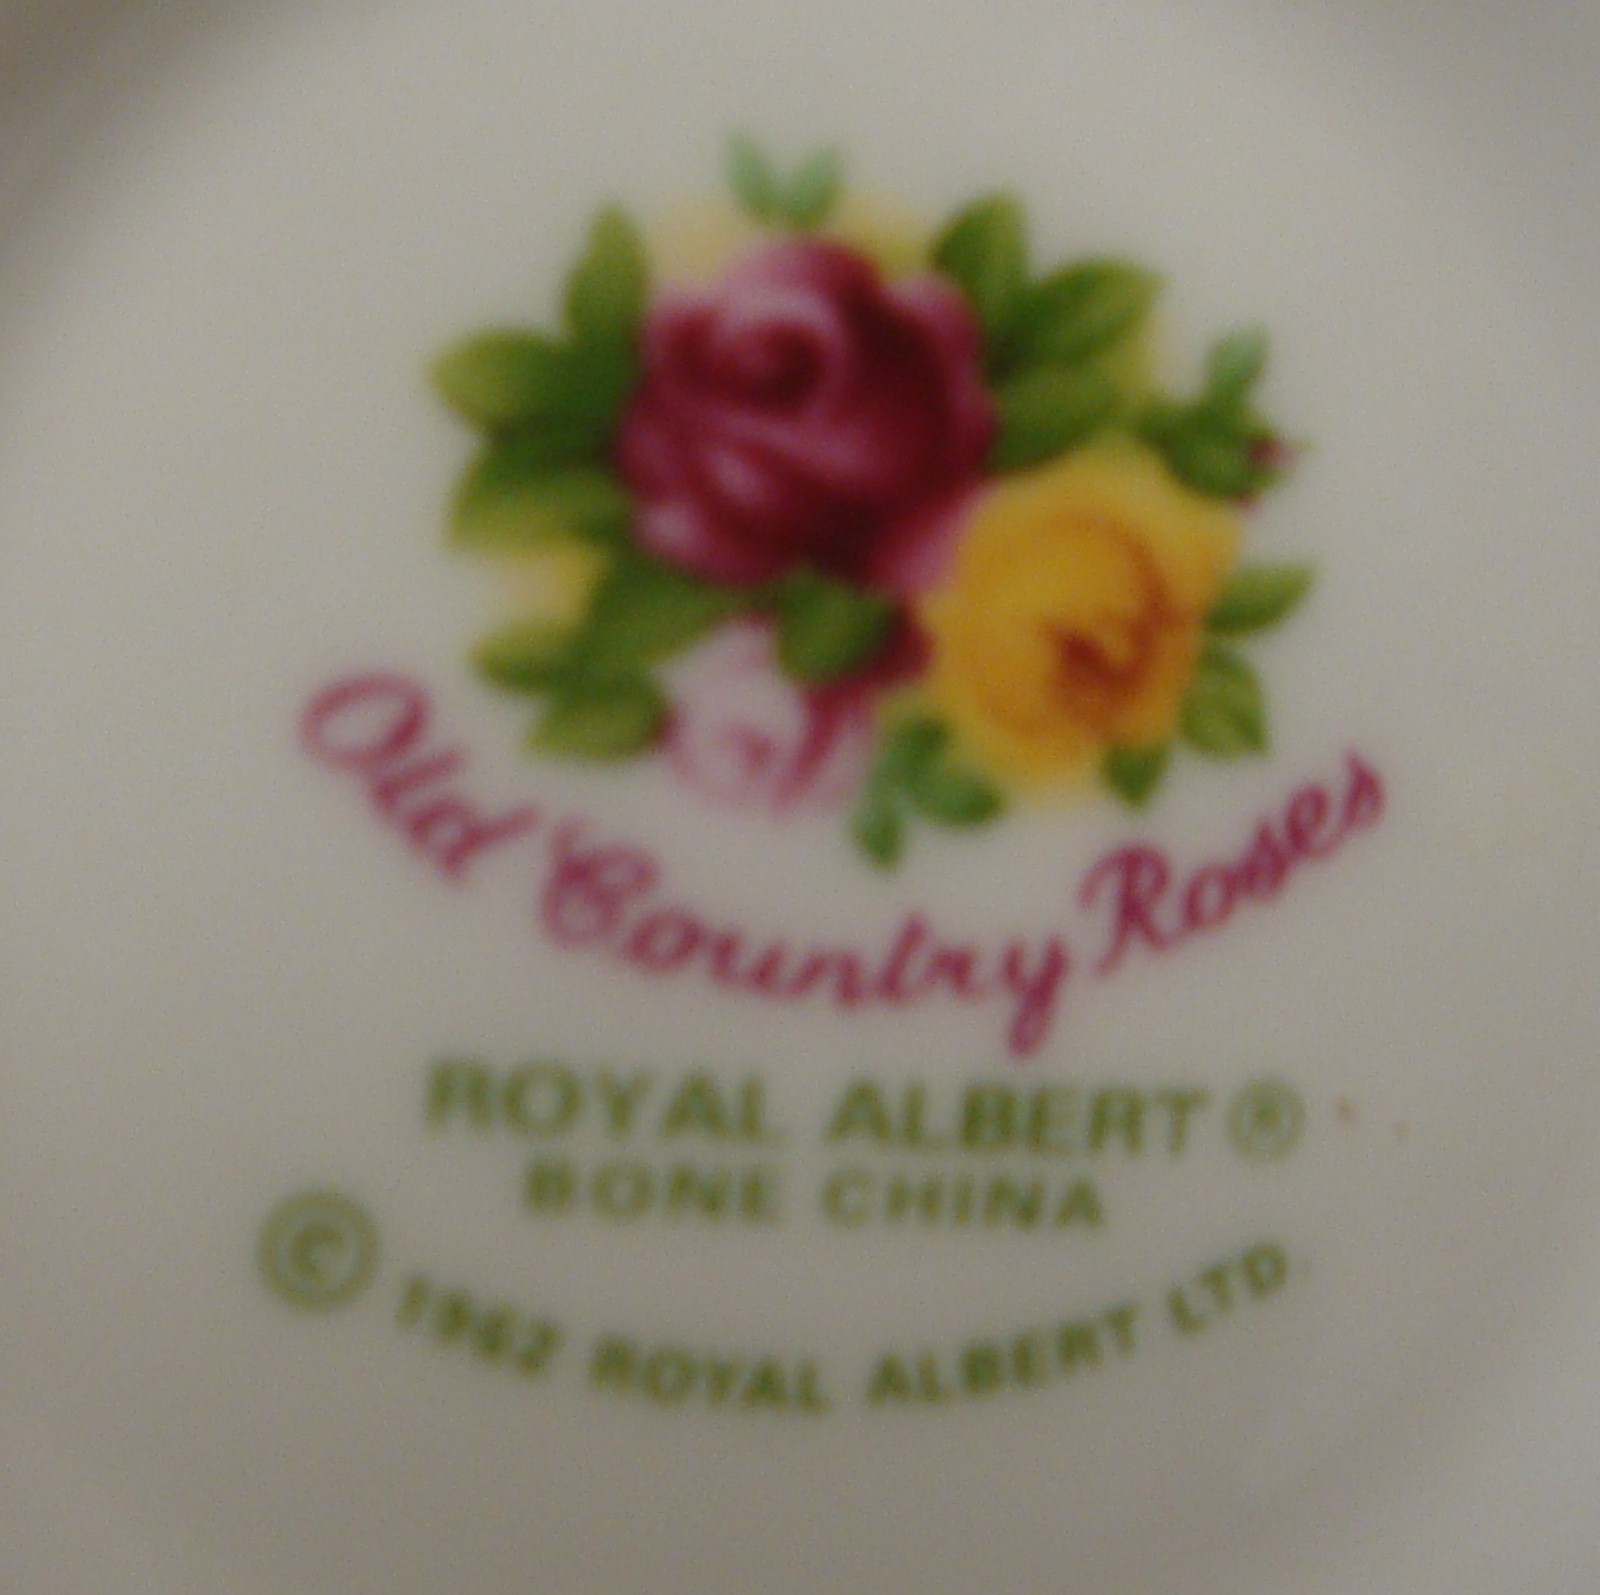 Old Country Roses
ROYAL ALBERT ®
BONE CHINA
© 1962 ROYAL ALBERT LTD